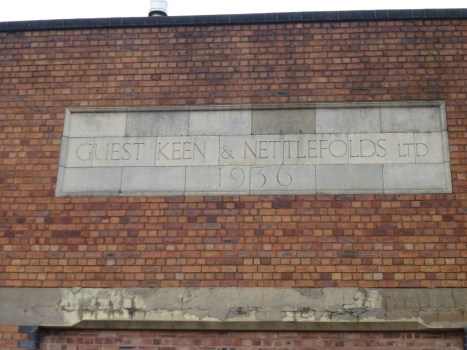 GUEST KEEN & NETTLEFOLDS LTD
1936